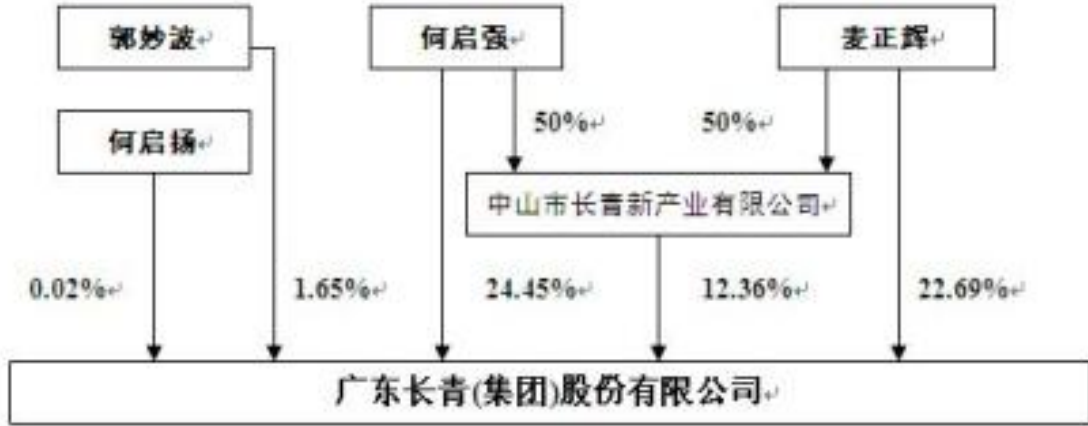 郭妙波
何启强
麦正辉
何启扬
50%
50%
中山市长青新产业有限公司
0.02%
1.65%
24.45%
12.36%
22.69%
广东长青(集团)股份有限公司